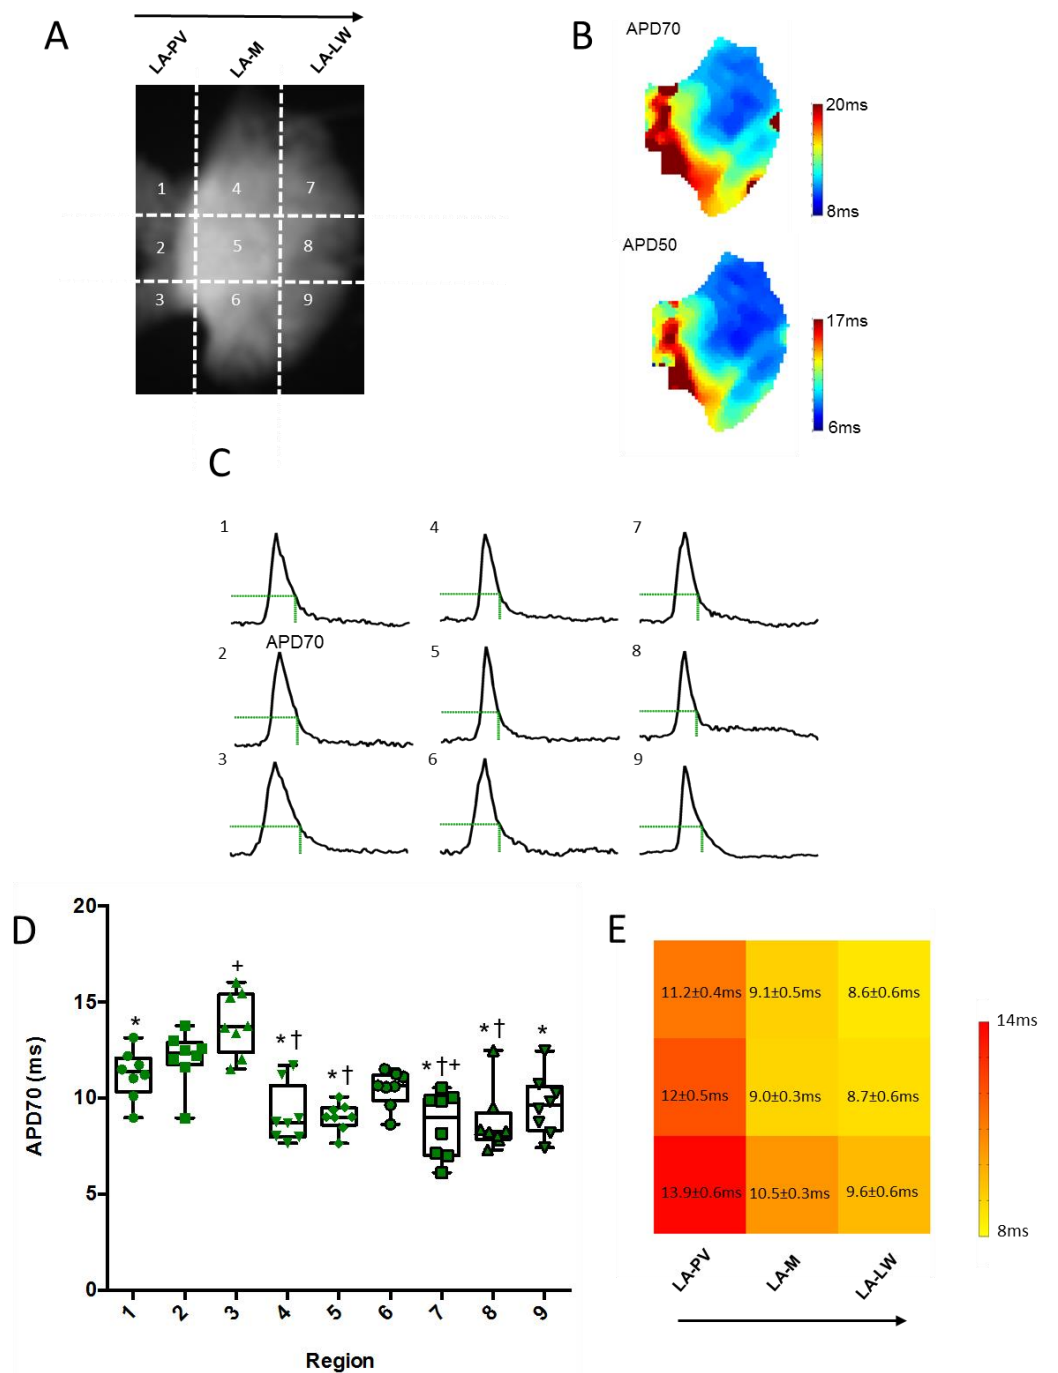 A
LA-PV
LA-M
LA-LW
1
4
7
2
5
8
3
6
9
B
APD70
20ms
8ms
APD50
17ms
6ms
C
1
4
7
APD70
2
5
8
3
6
9
D
20
15
10
5
0
APD70 (ms)
*
+
*†
*†
*†+
*†
*
1 2 3 4 5 6 7 8 9
Region
E
11.2±0.4ms 9.1±0.5ms 8.6±0.6ms
12±0.5ms 9.0±0.3ms 8.7±0.6ms
13.9±0.6ms 10.5±0.3ms 9.6±0.6ms
14ms
8ms
LA-PV
LA-M
LA-LW